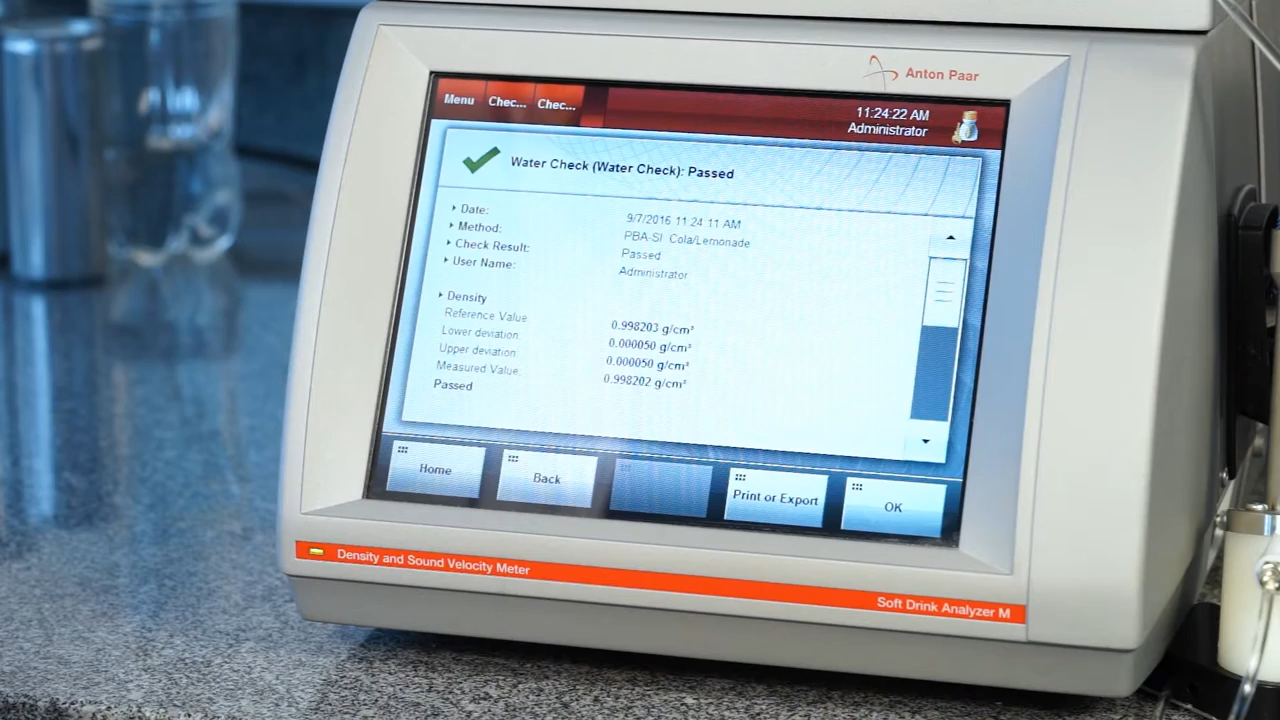 Anton Paar
Menu Chec... Chec...
11:24:22 AM
Administrator
Water Check (Water Check): Passed
Date: 9/7/2016 11:24:11 AM
Method: PBA-SI Cola/Lemonade
Check Result: Passed
User Name: Administrator
Density
Reference Value 0.998203 g/cm³
Lower deviation 0.000050 g/cm³
Upper deviation 0.000050 g/cm³
Measured Value 0.998202 g/cm³
Passed
Home Back Print or Export OK
Density and Sound Velocity Meter
Soft Drink Analyzer M